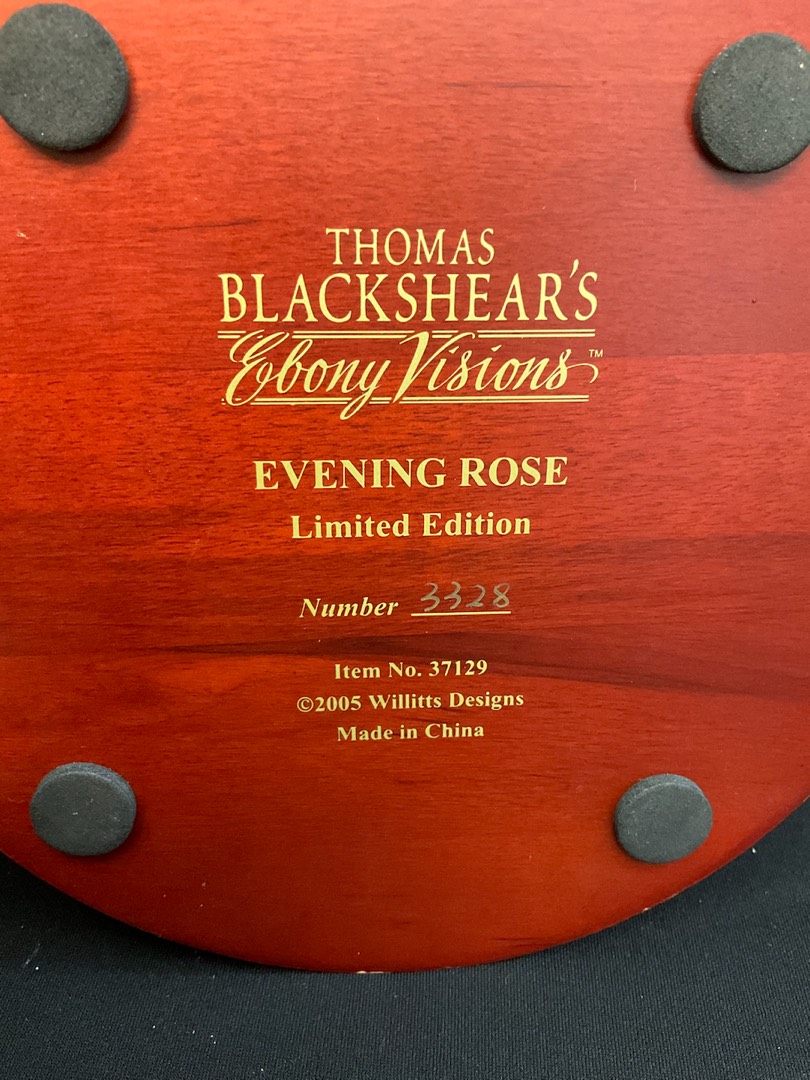 THOMAS
BLACKSHEAR'S
Ebony Visions™
EVENING ROSE
Limited Edition
Number 3328
Item No. 37129
©2005 Willitts Designs
Made in China